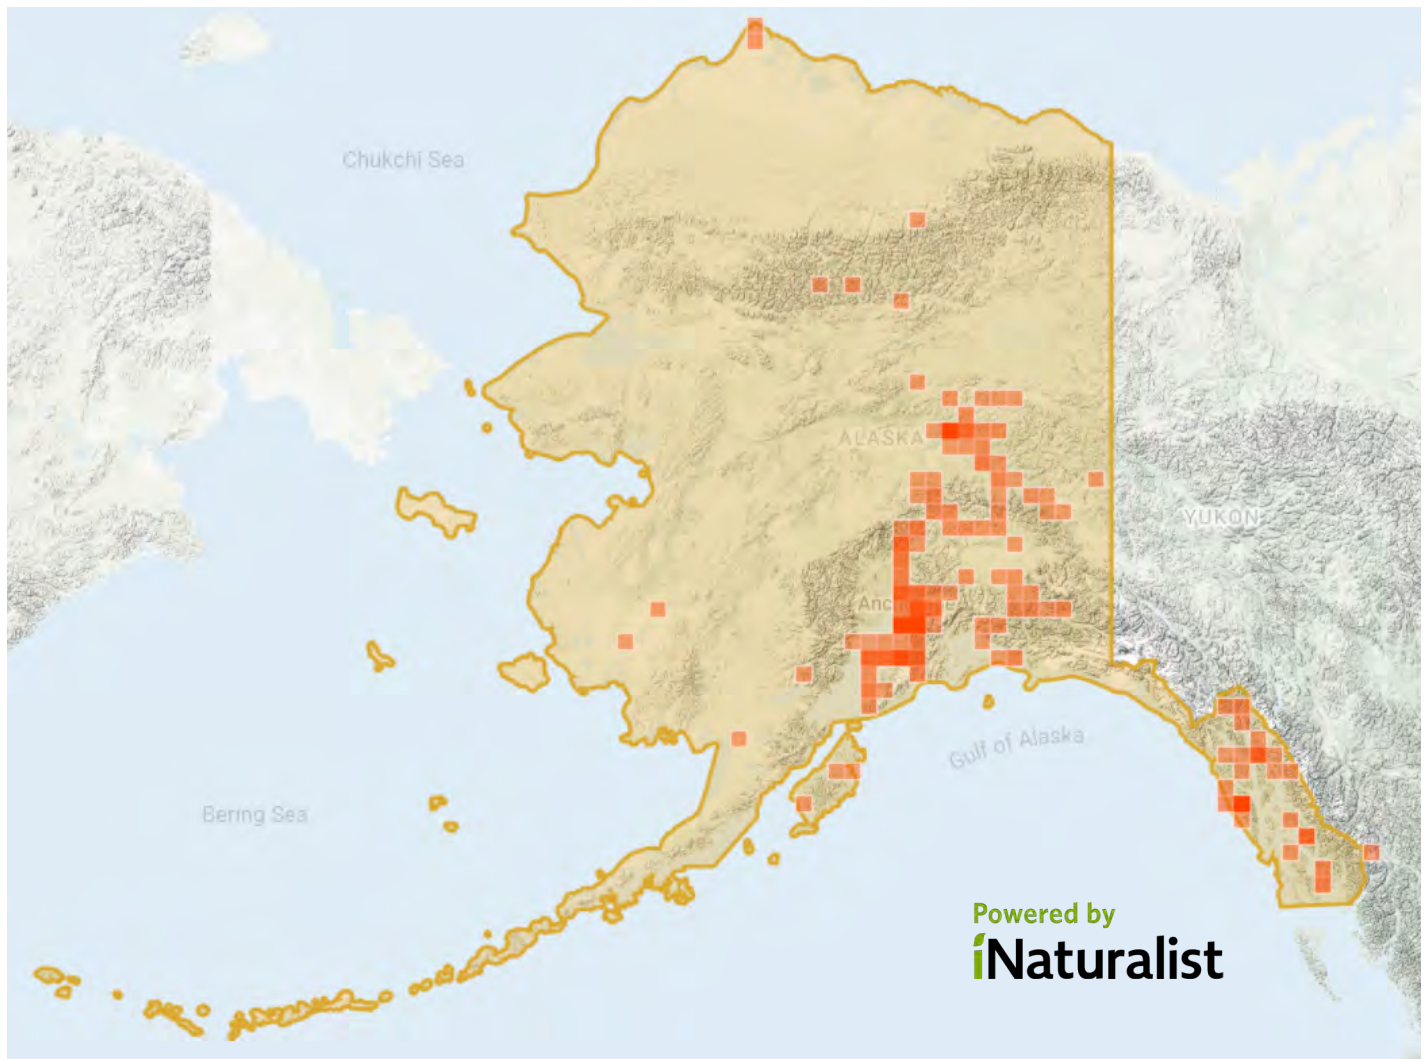 Chukchi Sea
ALASKA
YUKON
Gulf of Alaska
Bering Sea
Powered by
iNaturalist